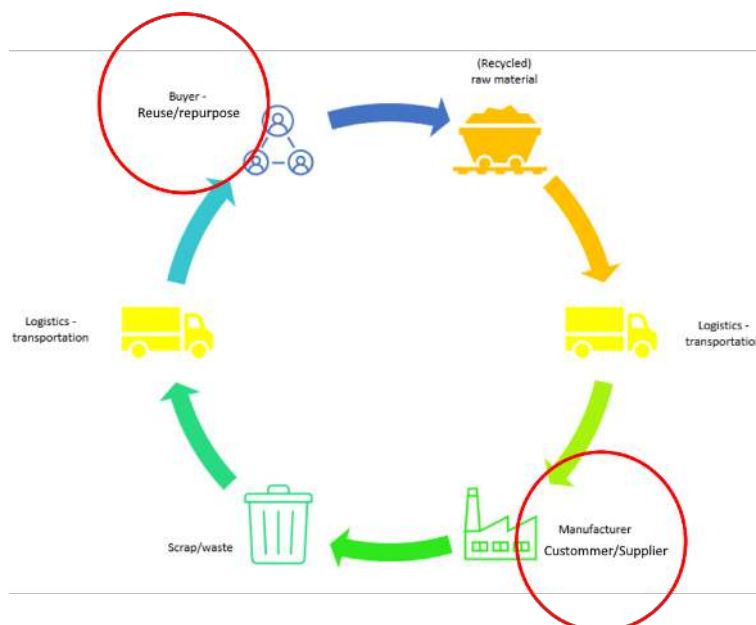 (Recycled)
raw material
Buyer -
Reuse/repurpose
Logistics -
transportation
Logistics -
transportation
Manufacturer
Custommer/Supplier
Scrap/waste